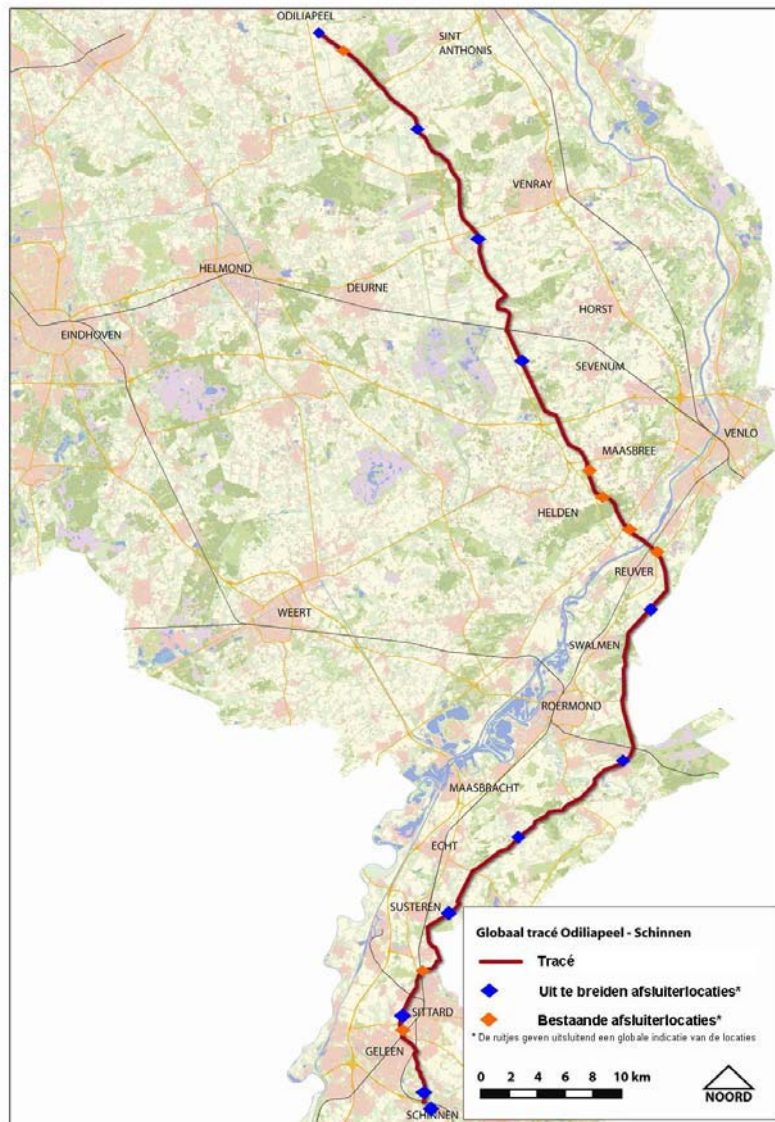 ODILIAPEEL
SINT
ANTHONIS
VENRAY
HELMOND
DEURNE
HORST
EINDHOVEN
SEVENUM
VENLO
MAASBREE
HELDEN
REUVER
WEERT
SWALMEN
ROERMOND
MAASBRACHT
ECHT
SUSTEREN
SITTARD
GELEEN
SCHINNEN
Globaal tracé Odiliapeel - Schinnen
Tracé
Uit te breiden afsluiterlocaties*
Bestaande afsluiterlocaties*
* De ruitjes geven uitsluitend een globale indicatie van de locaties
0 2 4 6 8 10 km
NOORD